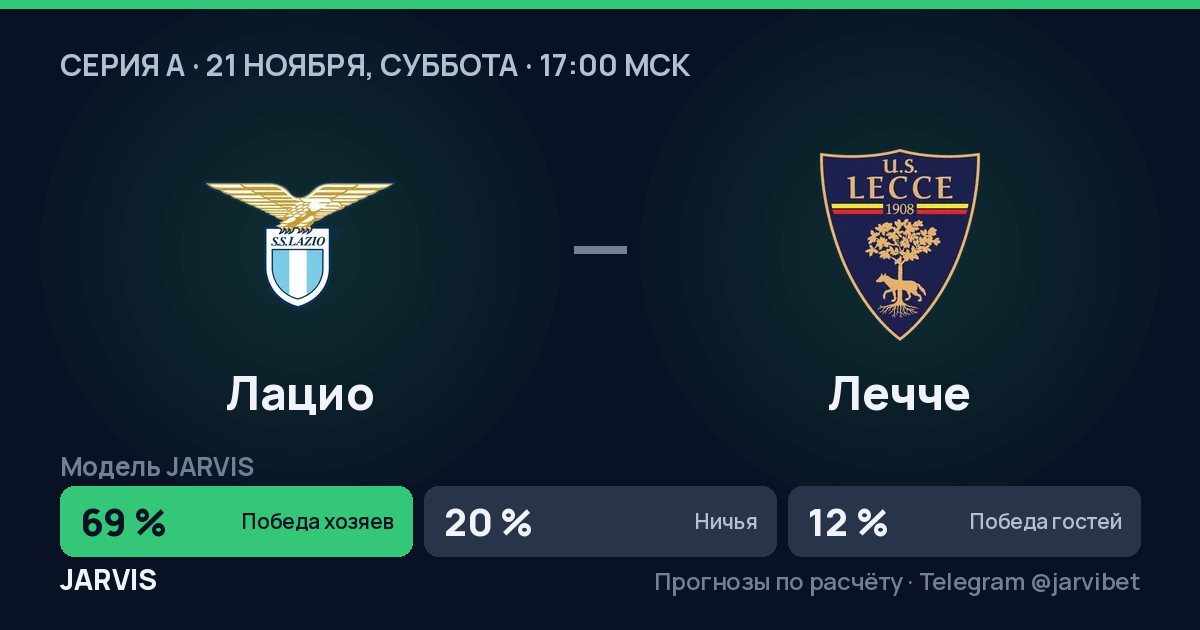 СЕРИЯ А · 21 НОЯБРЯ, СУББОТА · 17:00 МСК
S.S.LAZIO
U.S.
LECCE
1908
—
Лацио
Лечче
Модель JARVIS
69 % Победа хозяев
20 % Ничья
12 % Победа гостей
JARVIS
Прогнозы по расчёту · Telegram @jarvibet